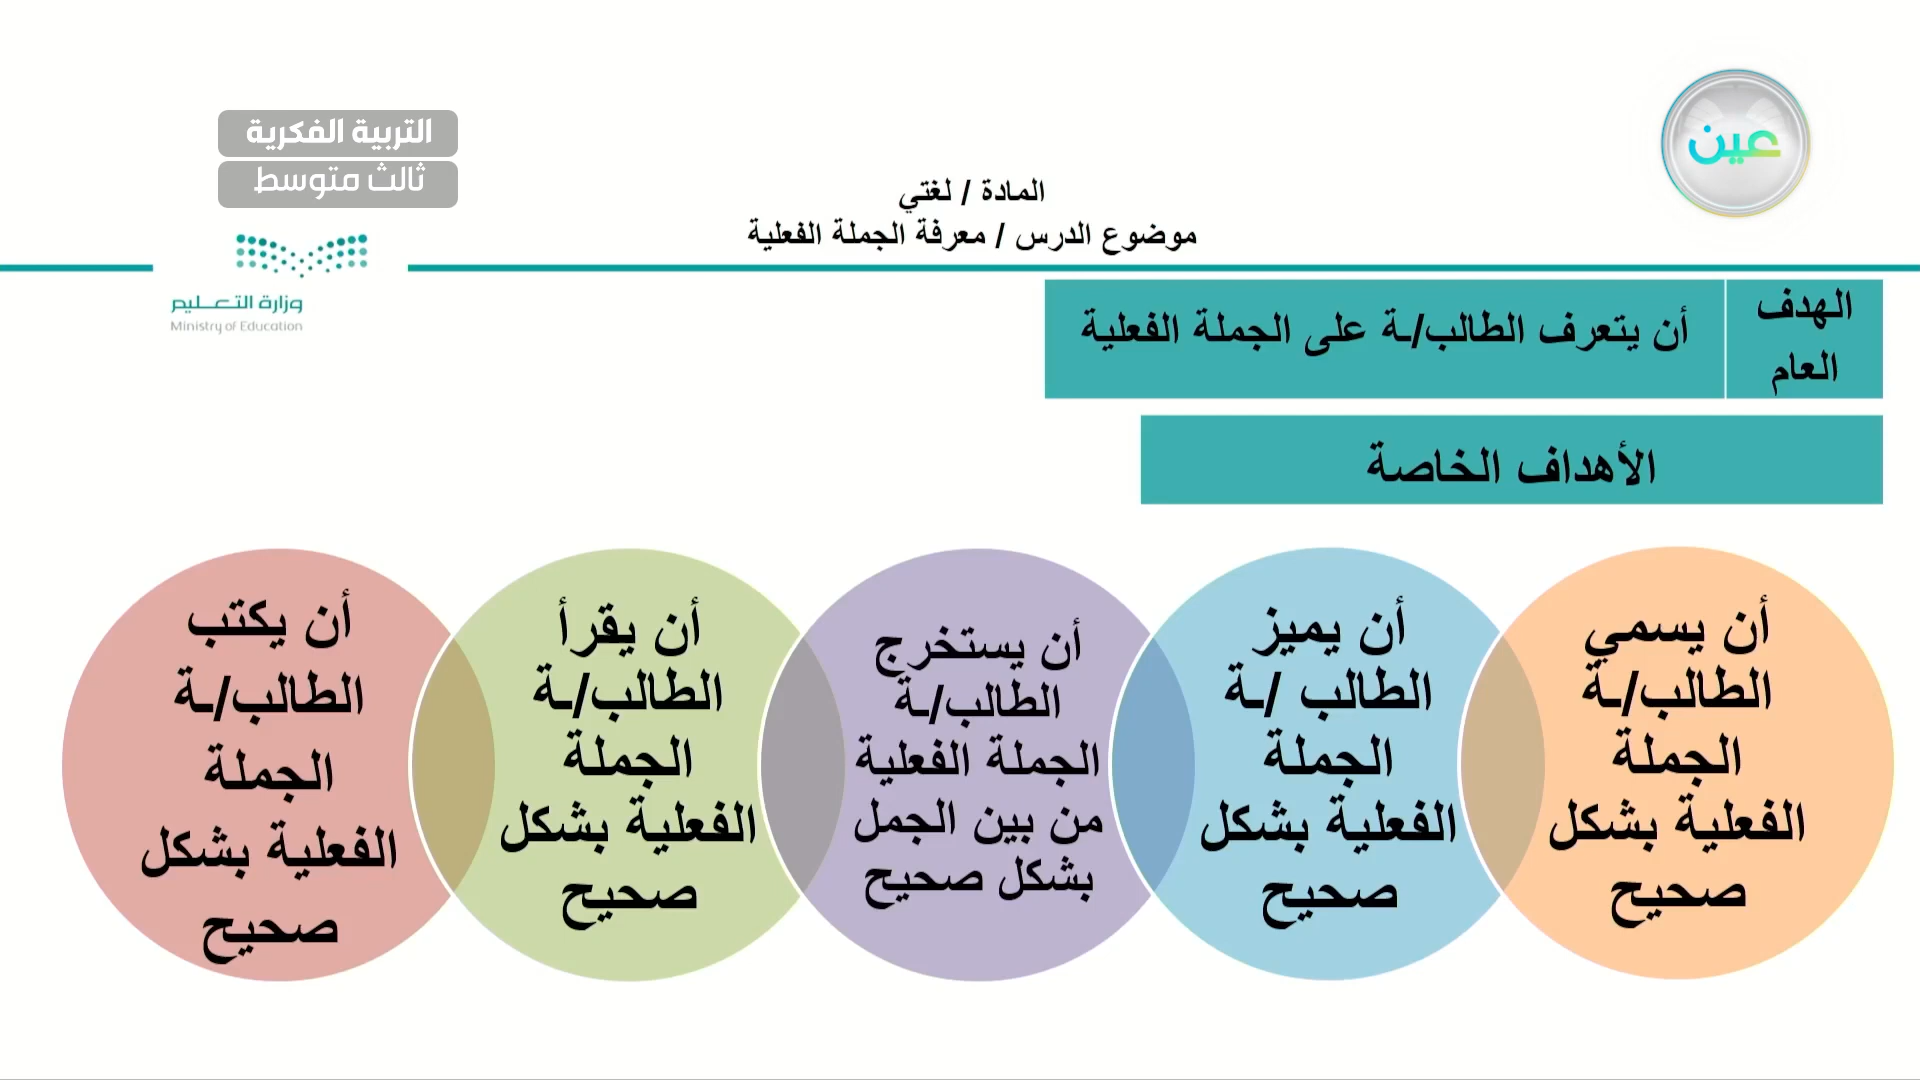 عين
التربية الفكرية
ثالث متوسط
المادة / لغتي
موضوع الدرس / معرفة الجملة الفعلية
وزارة التعليم
Ministry of Education
الهدف
العام
أن يتعرف الطالب/ـة على الجملة الفعلية
الأهداف الخاصة
أن يسمي
الطالب/ـة
الجملة
الفعلية بشكل
صحيح
أن يميز
الطالب /ـة
الجملة
الفعلية بشكل
صحيح
أن يستخرج
الطالب/ـة
الجملة الفعلية
من بين الجمل
بشكل صحيح
أن يقرأ
الطالب/ـة
الجملة
الفعلية بشكل
صحيح
أن يكتب
الطالب/ـة
الجملة
الفعلية بشكل
صحيح